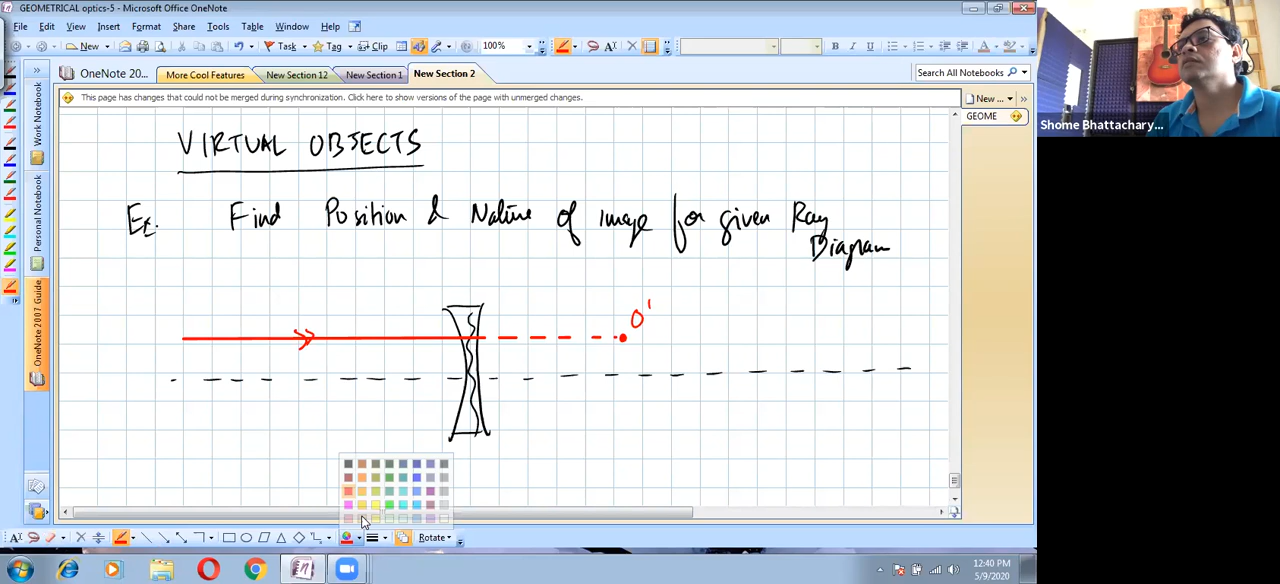 GEOMETRICAL optics-5 - Microsoft Office OneNote
File Edit View Insert Format Share Tools Table Window Help
New Task Tag Clip 100%
OneNote 20... More Cool Features New Section 12 New Section 1 New Section 2 Search All Notebooks
This page has changes that could not be merged during synchronization. Click here to show versions of the page with unmerged changes.
New ...
GEOME
Shome Bhattachary...
Work Notebook
Personal Notebook
OneNote 2007 Guide
VIRTUAL OBJECTS
Ex. Find Position & Nature of Image for given Ray
Diagram
O'
Rotate
12:40 PM
5/9/2020